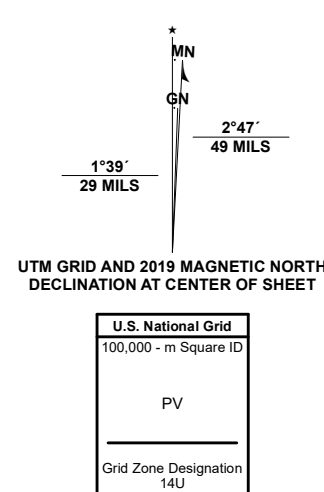 ★
MN
GN
2°47´
49 MILS
1°39´
29 MILS
UTM GRID AND 2019 MAGNETIC NORTH
DECLINATION AT CENTER OF SHEET
U.S. National Grid
100,000 - m Square ID
PV
Grid Zone Designation
14U